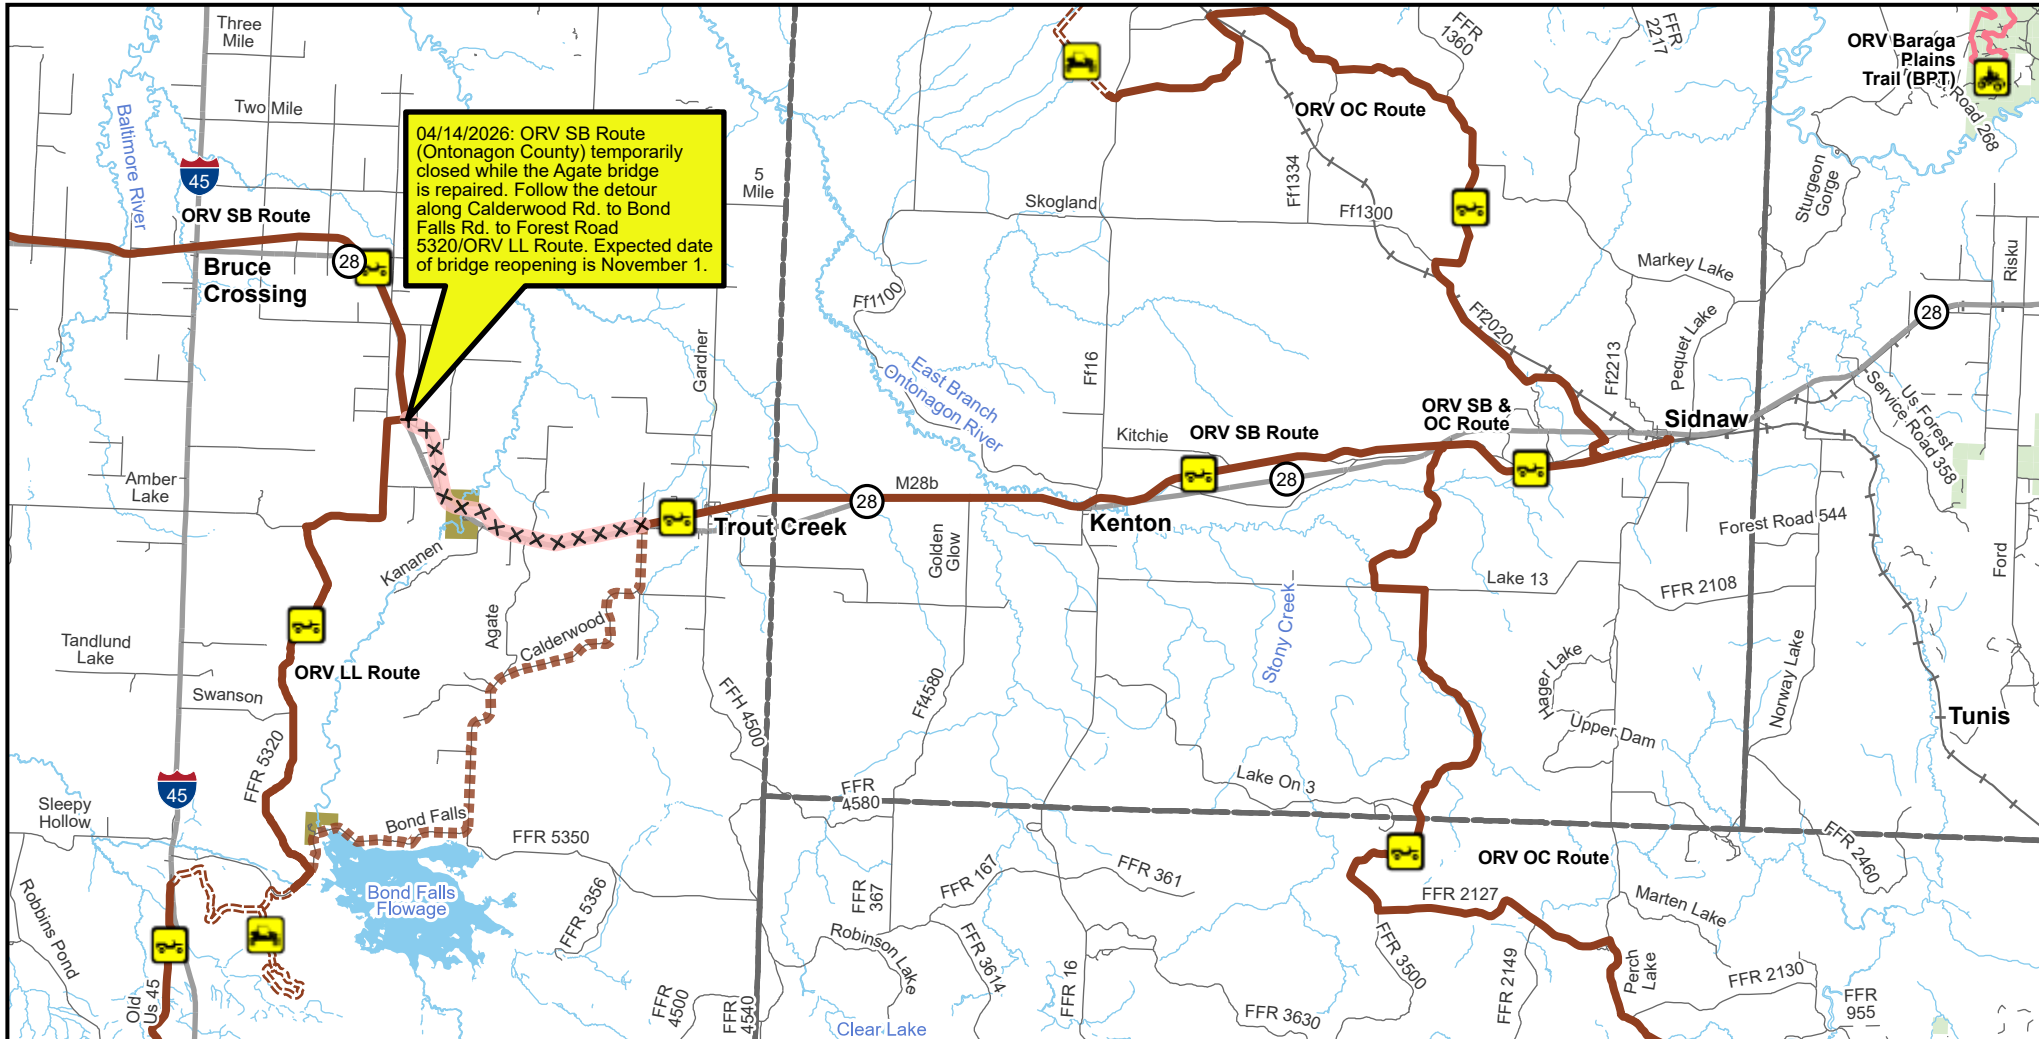 Three
Mile
Two Mile
Baltimore River
45
ORV SB Route
28
Bruce
Crossing
04/14/2026: ORV SB Route
(Ontonagon County) temporarily
closed while the Agate bridge
is repaired. Follow the detour
along Calderwood Rd. to Bond
Falls Rd. to Forest Road
5320/ORV LL Route. Expected date
of bridge reopening is November 1.
5
Mile
Gardner
Skogland
Ff1100
East Branch
Ontonagon River
Ff16
FFR
1360
FFR
2217
ORV OC Route
Ff1334
Ff1300
ORV Baraga
Plains
Trail (BPT)
Road 268
Sturgeon
Gorge
Risku
Markey Lake
Pequet Lake
Ff2020
Ff2213
28
Us Forest
Service Road 358
ORV SB &
OC Route
Sidnaw
Kitchie
ORV SB Route
28
M28b
28
Kenton
Trout Creek
Golden
Glow
Amber
Lake
Kananen
Agate
Calderwood
Tandlund
Lake
Swanson
ORV LL Route
FFR 5320
FFH 4500
Ff4580
Stony Creek
Lake 13
Forest Road 544
FFR 2108
Ford
Hager Lake
Upper Dam
Norway Lake
Tunis
45
Sleepy
Hollow
Bond Falls
FFR 5350
FFR
4580
Lake On 3
FFR 2460
Bond Falls
Flowage
FFR 5356
FFR
367
FFR 167
FFR 361
ORV OC Route
FFR 2127
Marten Lake
Robbins Pond
Old
Us 45
FFR
4500
FFR
4540
Robinson Lake
Clear Lake
FFR 3614
FFR 16
FFR 3630
FFR 3500
FFR 2149
Perch
Lake
FFR 2130
FFR
955